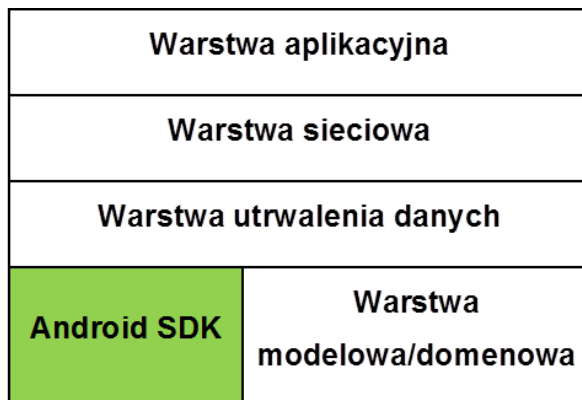 Warstwa aplikacyjna
Warstwa sieciowa
Warstwa utrwalenia danych
Android SDK
Warstwa
modelowa/domenowa